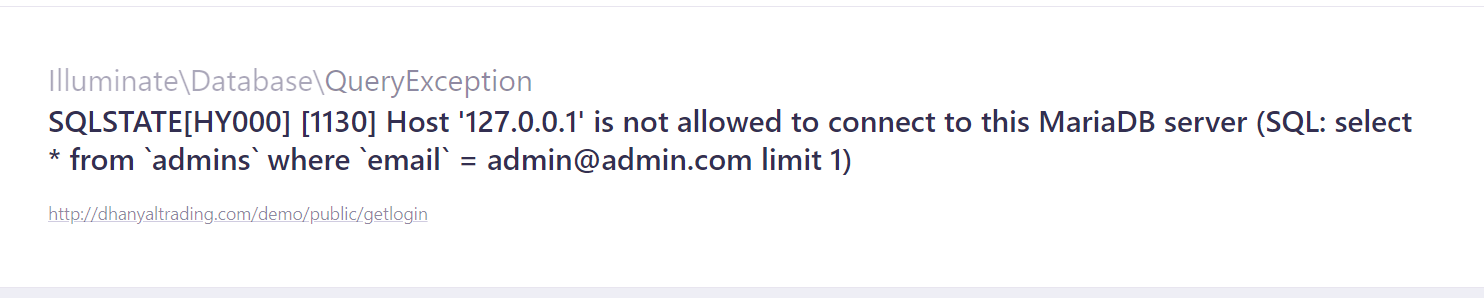 Illuminate\Database\QueryException
SQLSTATE[HY000] [1130] Host '127.0.0.1' is not allowed to connect to this MariaDB server (SQL: select
* from `admins` where `email` = admin@admin.com limit 1)
http://dhanyaltrading.com/demo/public/getlogin